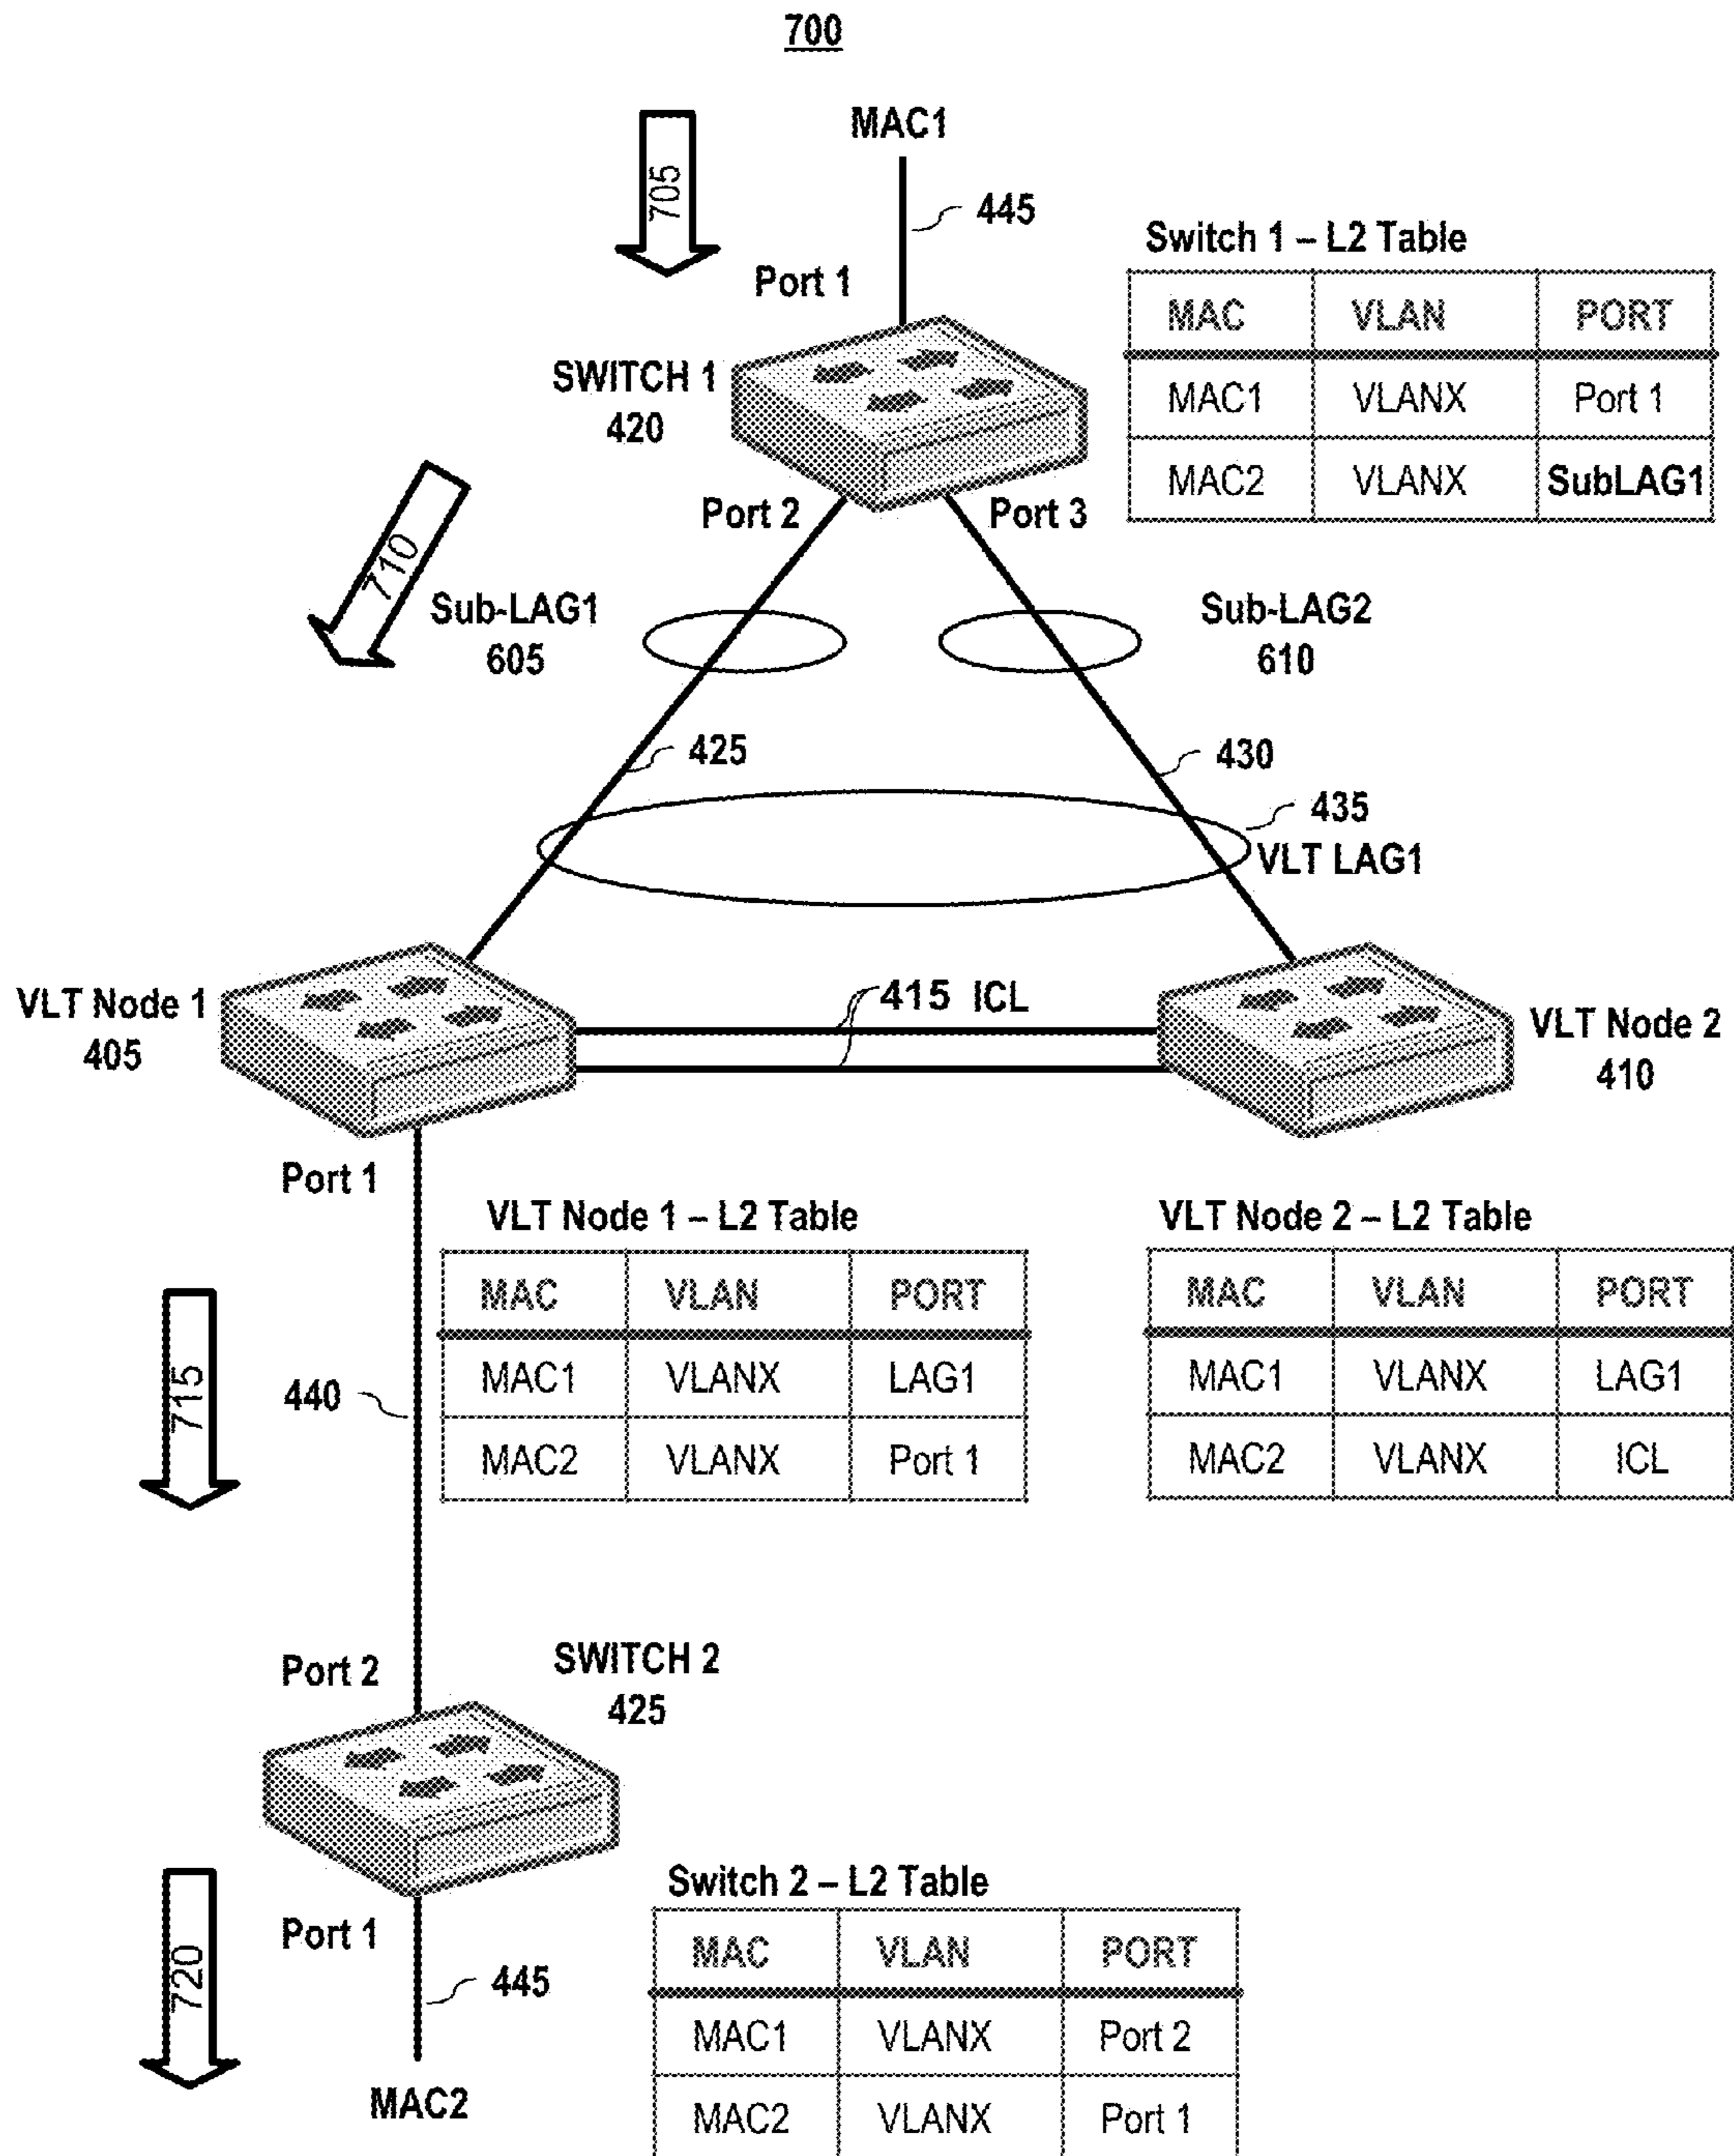 700
MAC1
705
445
Port 1
Switch 1 – L2 Table
MAC VLAN PORT
MAC1 VLANX Port 1
MAC2 VLANX SubLAG1
SWITCH 1
420
Port 2
Port 3
710
Sub-LAG1
605
Sub-LAG2
610
425
430
435
VLT LAG1
VLT Node 1
405
415 ICL
VLT Node 2
410
Port 1
VLT Node 1 – L2 Table
MAC VLAN PORT
MAC1 VLANX LAG1
MAC2 VLANX Port 1
VLT Node 2 – L2 Table
MAC VLAN PORT
MAC1 VLANX LAG1
MAC2 VLANX ICL
715
440
Port 2
SWITCH 2
425
Port 1
720
445
MAC2
Switch 2 – L2 Table
MAC VLAN PORT
MAC1 VLANX Port 2
MAC2 VLANX Port 1